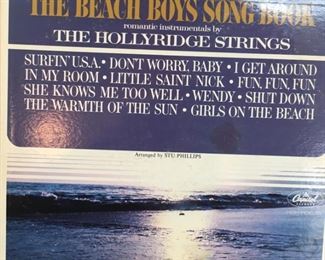 THE BEACH BOYS SONG BOOK
romantic instrumentals by
THE HOLLYRIDGE STRINGS
SURFIN' U.S.A. • DON'T WORRY, BABY • I GET AROUND
IN MY ROOM • LITTLE SAINT NICK • FUN, FUN, FUN
SHE KNOWS ME TOO WELL • WENDY • SHUT DOWN
THE WARMTH OF THE SUN • GIRLS ON THE BEACH
Arranged by STU PHILLIPS
Capitol